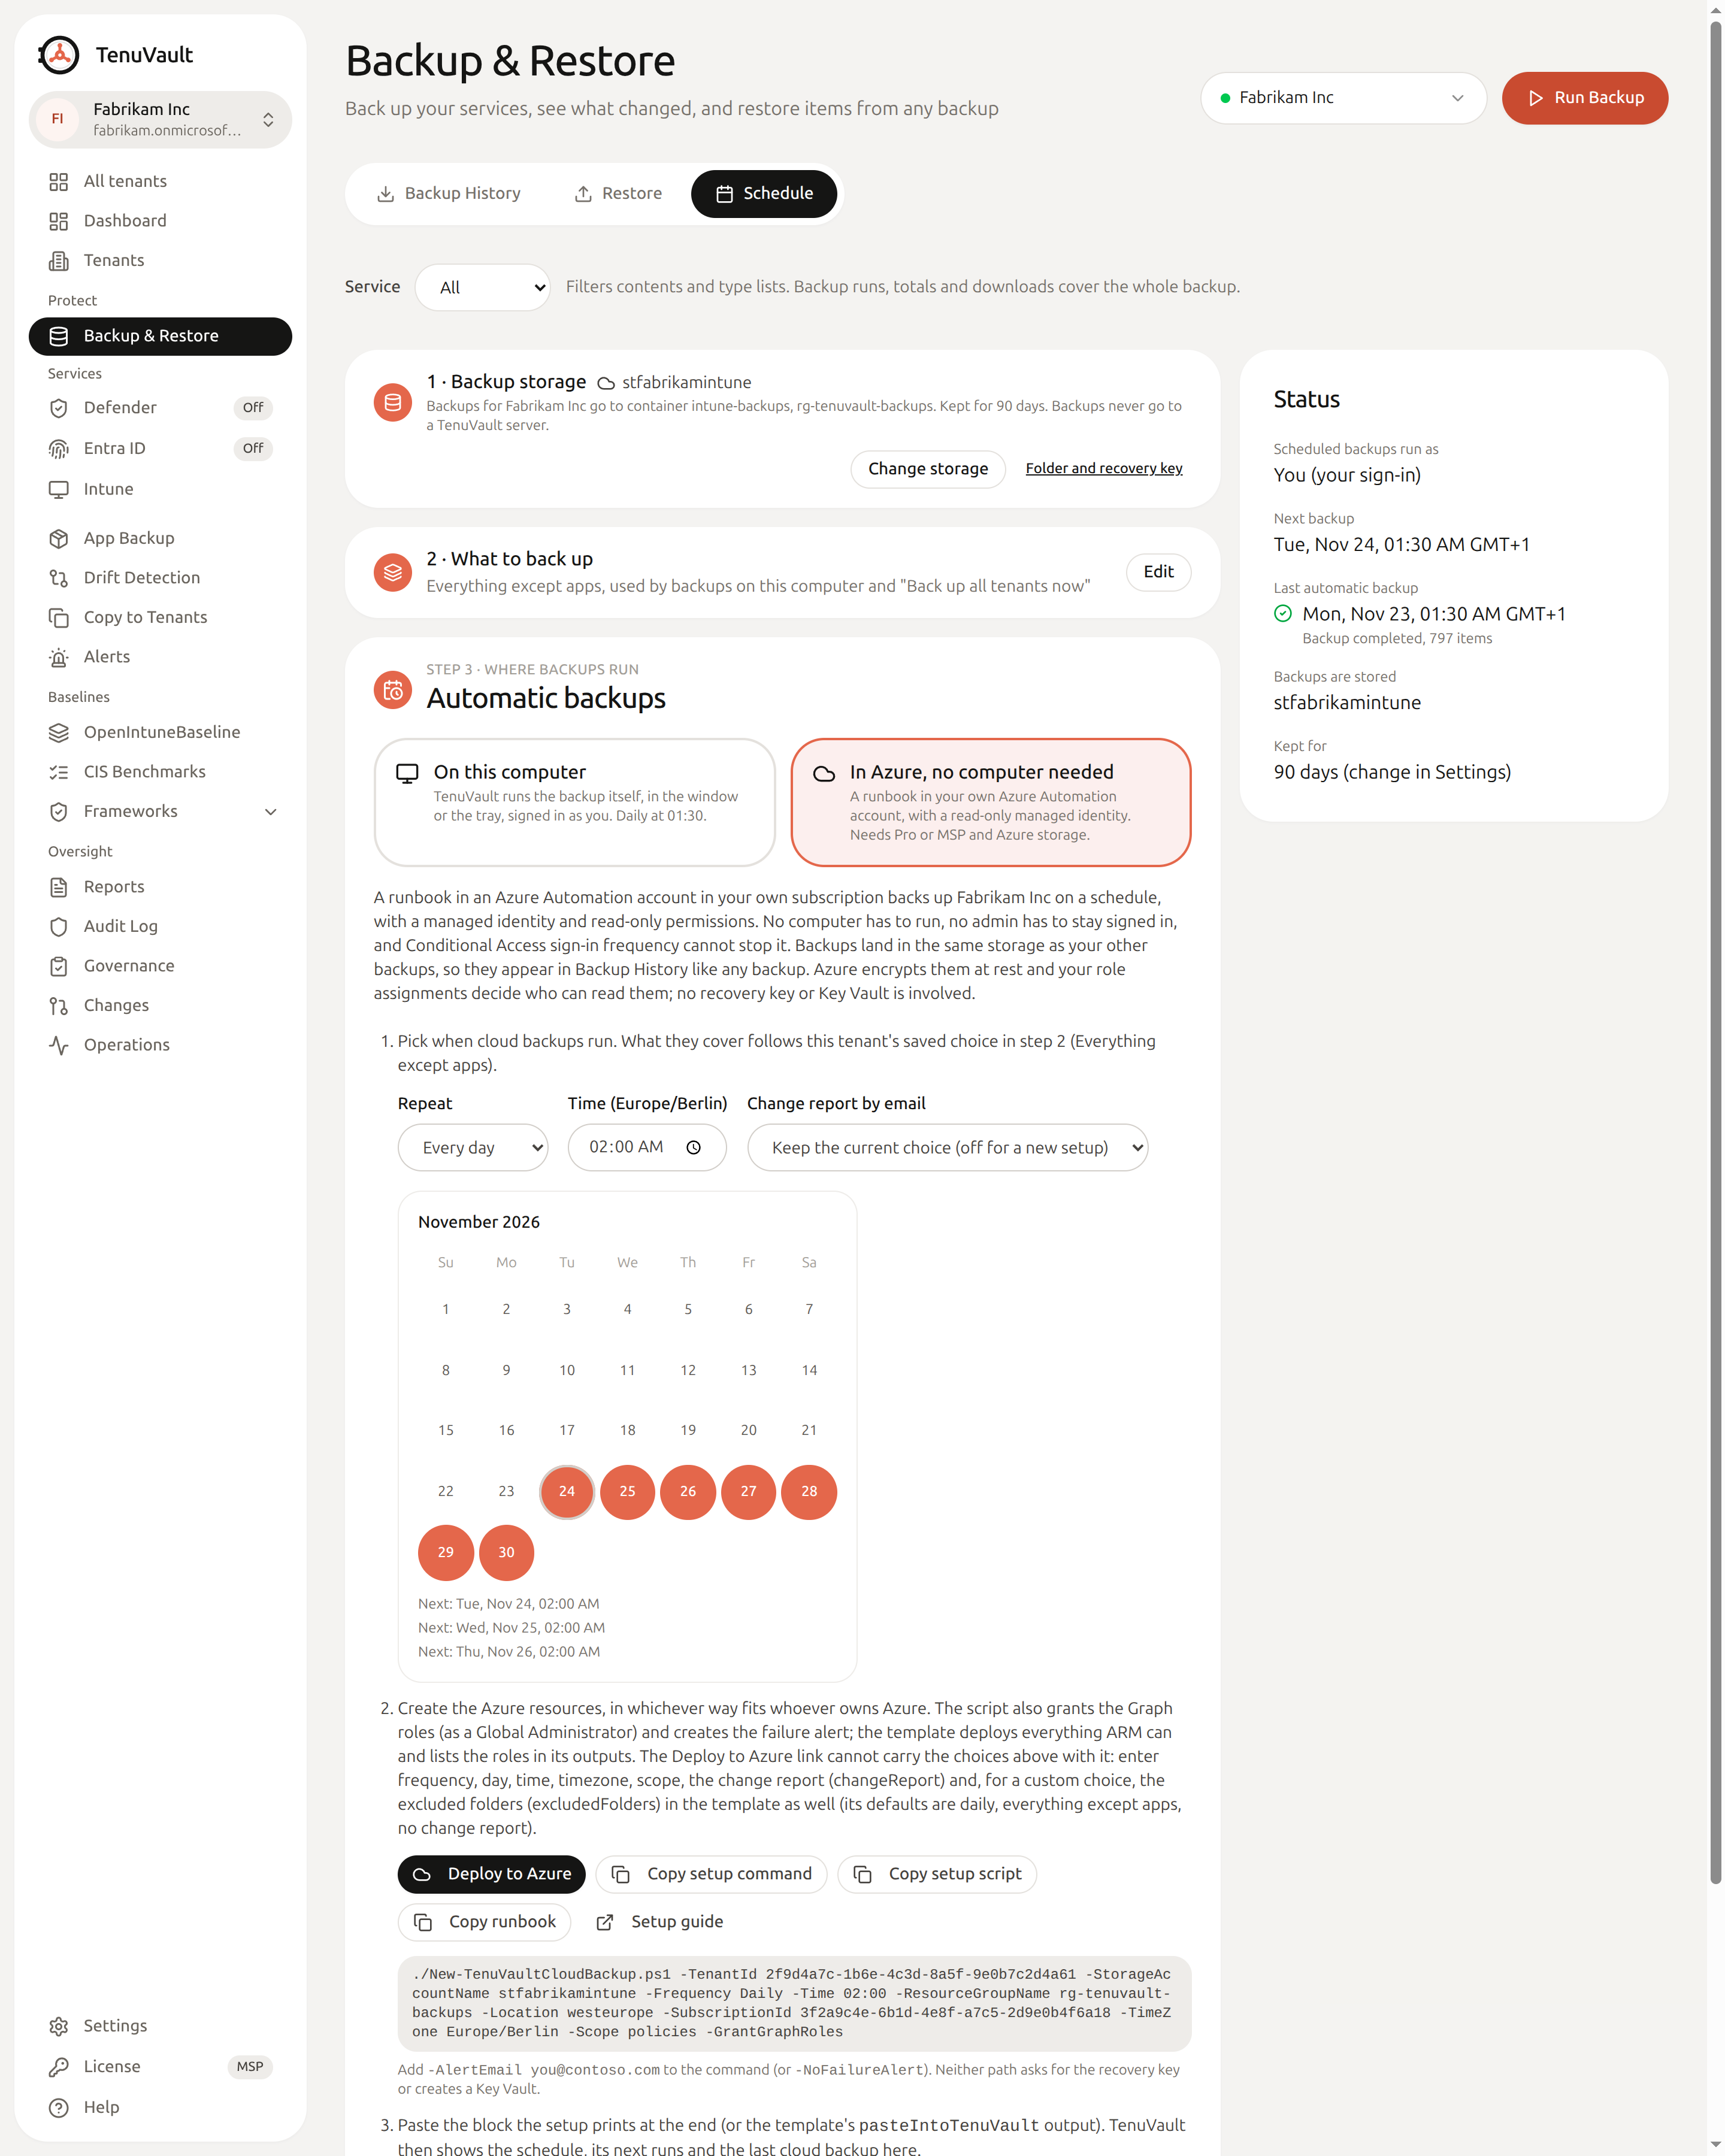 TenuVault
FI
Fabrikam Inc
fabrikam.onmicrosof...
All tenants
Dashboard
Tenants
Protect
Backup & Restore
Services
Defender
Off
Entra ID
Off
Intune
App Backup
Drift Detection
Copy to Tenants
Alerts
Baselines
OpenIntuneBaseline
CIS Benchmarks
Frameworks
Oversight
Reports
Audit Log
Governance
Changes
Operations
Settings
License
MSP
Help
Backup & Restore
Back up your services, see what changed, and restore items from any backup
Fabrikam Inc
Run Backup
Backup History
Restore
Schedule
Service
All
Filters contents and type lists. Backup runs, totals and downloads cover the whole backup.
1 · Backup storage
stfabrikamintune
Backups for Fabrikam Inc go to container intune-backups, rg-tenuvault-backups. Kept for 90 days. Backups never go to
a TenuVault server.
Change storage
Folder and recovery key
2 · What to back up
Everything except apps, used by backups on this computer and "Back up all tenants now"
Edit
STEP 3 · WHERE BACKUPS RUN
Automatic backups
On this computer
TenuVault runs the backup itself, in the window
or the tray, signed in as you. Daily at 01:30.
In Azure, no computer needed
A runbook in your own Azure Automation
account, with a read-only managed identity.
Needs Pro or MSP and Azure storage.
A runbook in an Azure Automation account in your own subscription backs up Fabrikam Inc on a schedule,
with a managed identity and read-only permissions. No computer has to run, no admin has to stay signed in,
and Conditional Access sign-in frequency cannot stop it. Backups land in the same storage as your other
backups, so they appear in Backup History like any backup. Azure encrypts them at rest and your role
assignments decide who can read them; no recovery key or Key Vault is involved.
1. Pick when cloud backups run. What they cover follows this tenant's saved choice in step 2 (Everything
except apps).
Repeat
Time (Europe/Berlin)
Change report by email
Every day
02:00 AM
Keep the current choice (off for a new setup)
November 2026
Su Mo Tu We Th Fr Sa
1 2 3 4 5 6 7
8 9 10 11 12 13 14
15 16 17 18 19 20 21
22 23 24 25 26 27 28
29 30
Next: Tue, Nov 24, 02:00 AM
Next: Wed, Nov 25, 02:00 AM
Next: Thu, Nov 26, 02:00 AM
2. Create the Azure resources, in whichever way fits whoever owns Azure. The script also grants the Graph
roles (as a Global Administrator) and creates the failure alert; the template deploys everything ARM can
and lists the roles in its outputs. The Deploy to Azure link cannot carry the choices above with it: enter
frequency, day, time, timezone, scope, the change report (changeReport) and, for a custom choice, the
excluded folders (excludedFolders) in the template as well (its defaults are daily, everything except apps,
no change report).
Deploy to Azure
Copy setup command
Copy setup script
Copy runbook
Setup guide
./New-TenuVaultCloudBackup.ps1 -TenantId 2f9d4a7c-1b6e-4c3d-8a5f-9e0b7c2d4a61 -StorageAc
countName stfabrikamintune -Frequency Daily -Time 02:00 -ResourceGroupName rg-tenuvault-
backups -Location westeurope -SubscriptionId 3f2a9c4e-6b1d-4e8f-a7c5-2d9e0b4f6a18 -TimeZ
one Europe/Berlin -Scope policies -GrantGraphRoles
Add -AlertEmail you@contoso.com to the command (or -NoFailureAlert). Neither path asks for the recovery key
or creates a Key Vault.
3. Paste the block the setup prints at the end (or the template's pasteIntoTenuVault output). TenuVault
then shows the schedule, its next runs and the last cloud backup here.
Status
Scheduled backups run as
You (your sign-in)
Next backup
Tue, Nov 24, 01:30 AM GMT+1
Last automatic backup
Mon, Nov 23, 01:30 AM GMT+1
Backup completed, 797 items
Backups are stored
stfabrikamintune
Kept for
90 days (change in Settings)